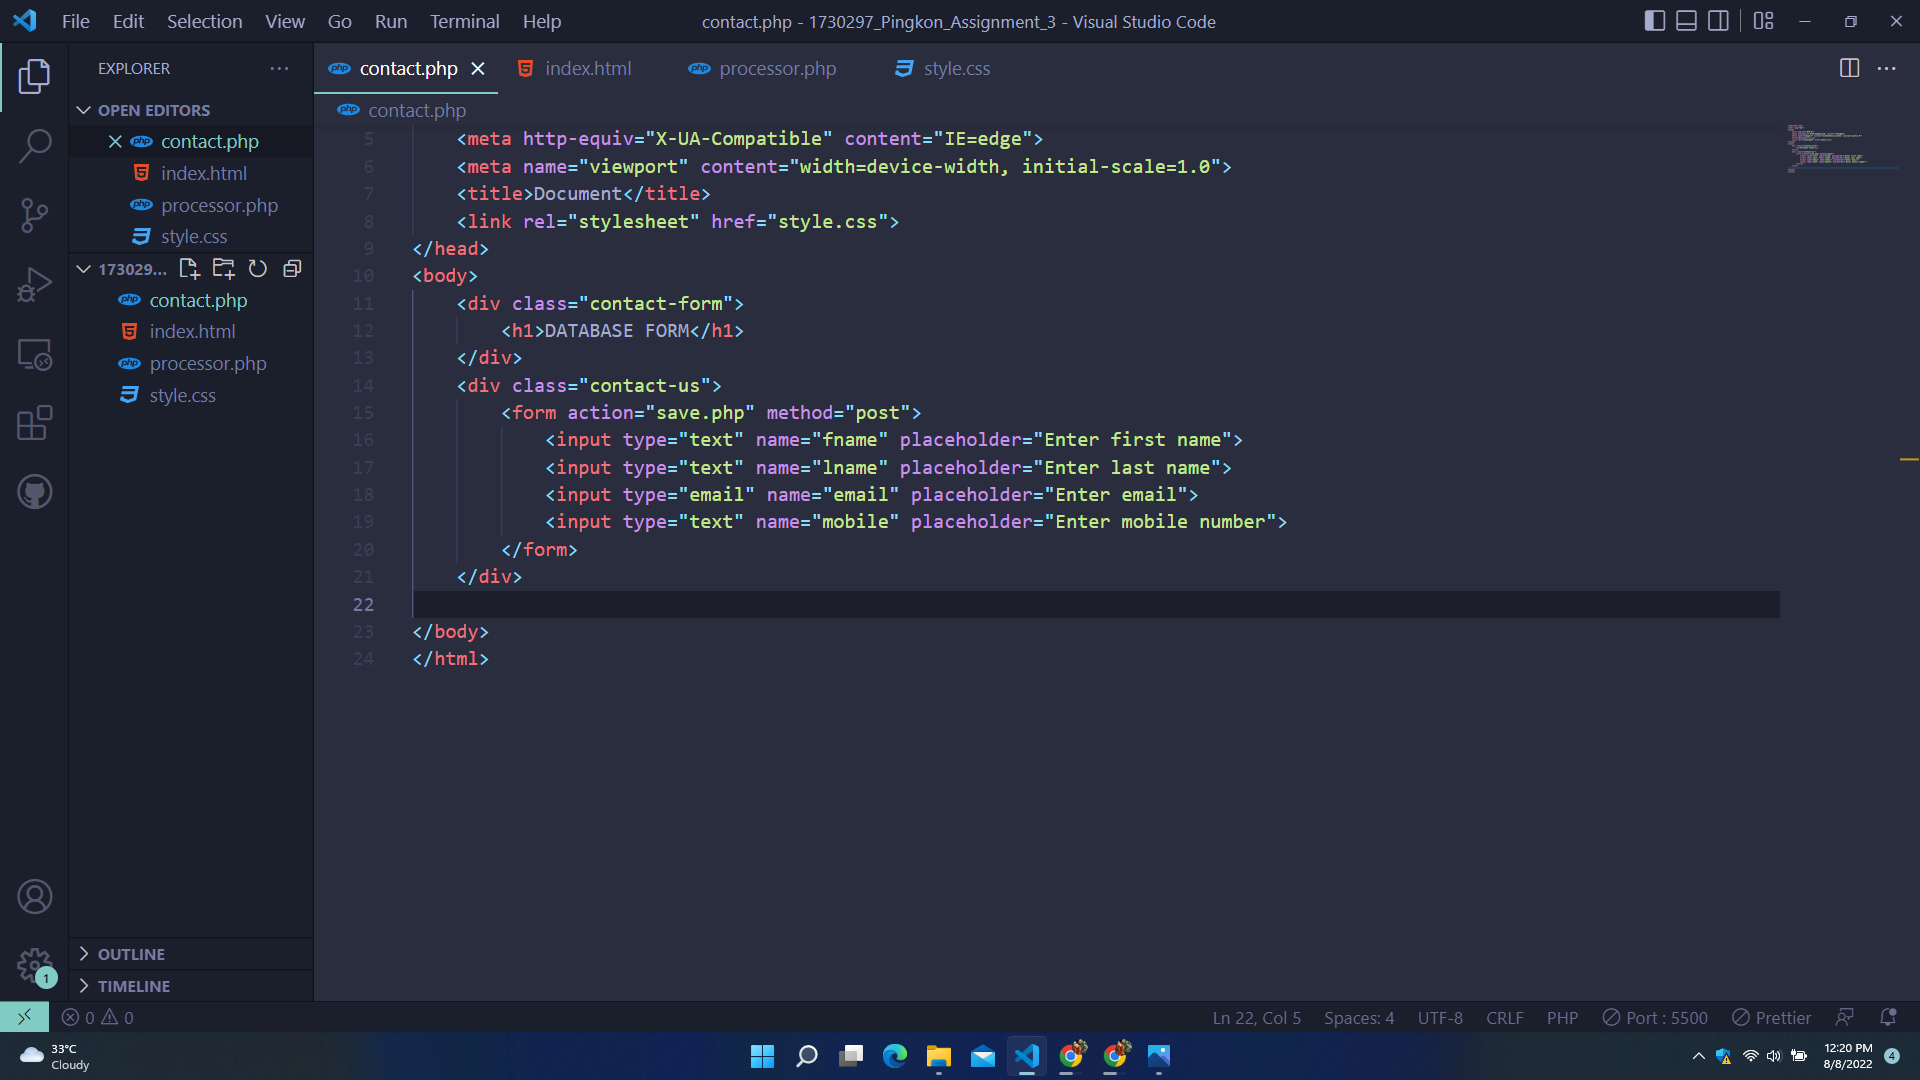 File Edit Selection View Go Run Terminal Help
contact.php - 1730297_Pingkon_Assignment_3 - Visual Studio Code
EXPLORER
OPEN EDITORS
contact.php
index.html
processor.php
style.css
173029...
contact.php
index.html
processor.php
style.css
OUTLINE
TIMELINE
contact.php index.html processor.php style.css
contact.php
5 <meta http-equiv="X-UA-Compatible" content="IE=edge">
6 <meta name="viewport" content="width=device-width, initial-scale=1.0">
7 <title>Document</title>
8 <link rel="stylesheet" href="style.css">
9 </head>
10 <body>
11 <div class="contact-form">
12 <h1>DATABASE FORM</h1>
13 </div>
14 <div class="contact-us">
15 <form action="save.php" method="post">
16 <input type="text" name="fname" placeholder="Enter first name">
17 <input type="text" name="lname" placeholder="Enter last name">
18 <input type="email" name="email" placeholder="Enter email">
19 <input type="text" name="mobile" placeholder="Enter mobile number">
20 </form>
21 </div>
22
23 </body>
24 </html>
1
0 0
Ln 22, Col 5 Spaces: 4 UTF-8 CRLF PHP Port : 5500 Prettier
33°C
Cloudy
12:20 PM
8/8/2022
4